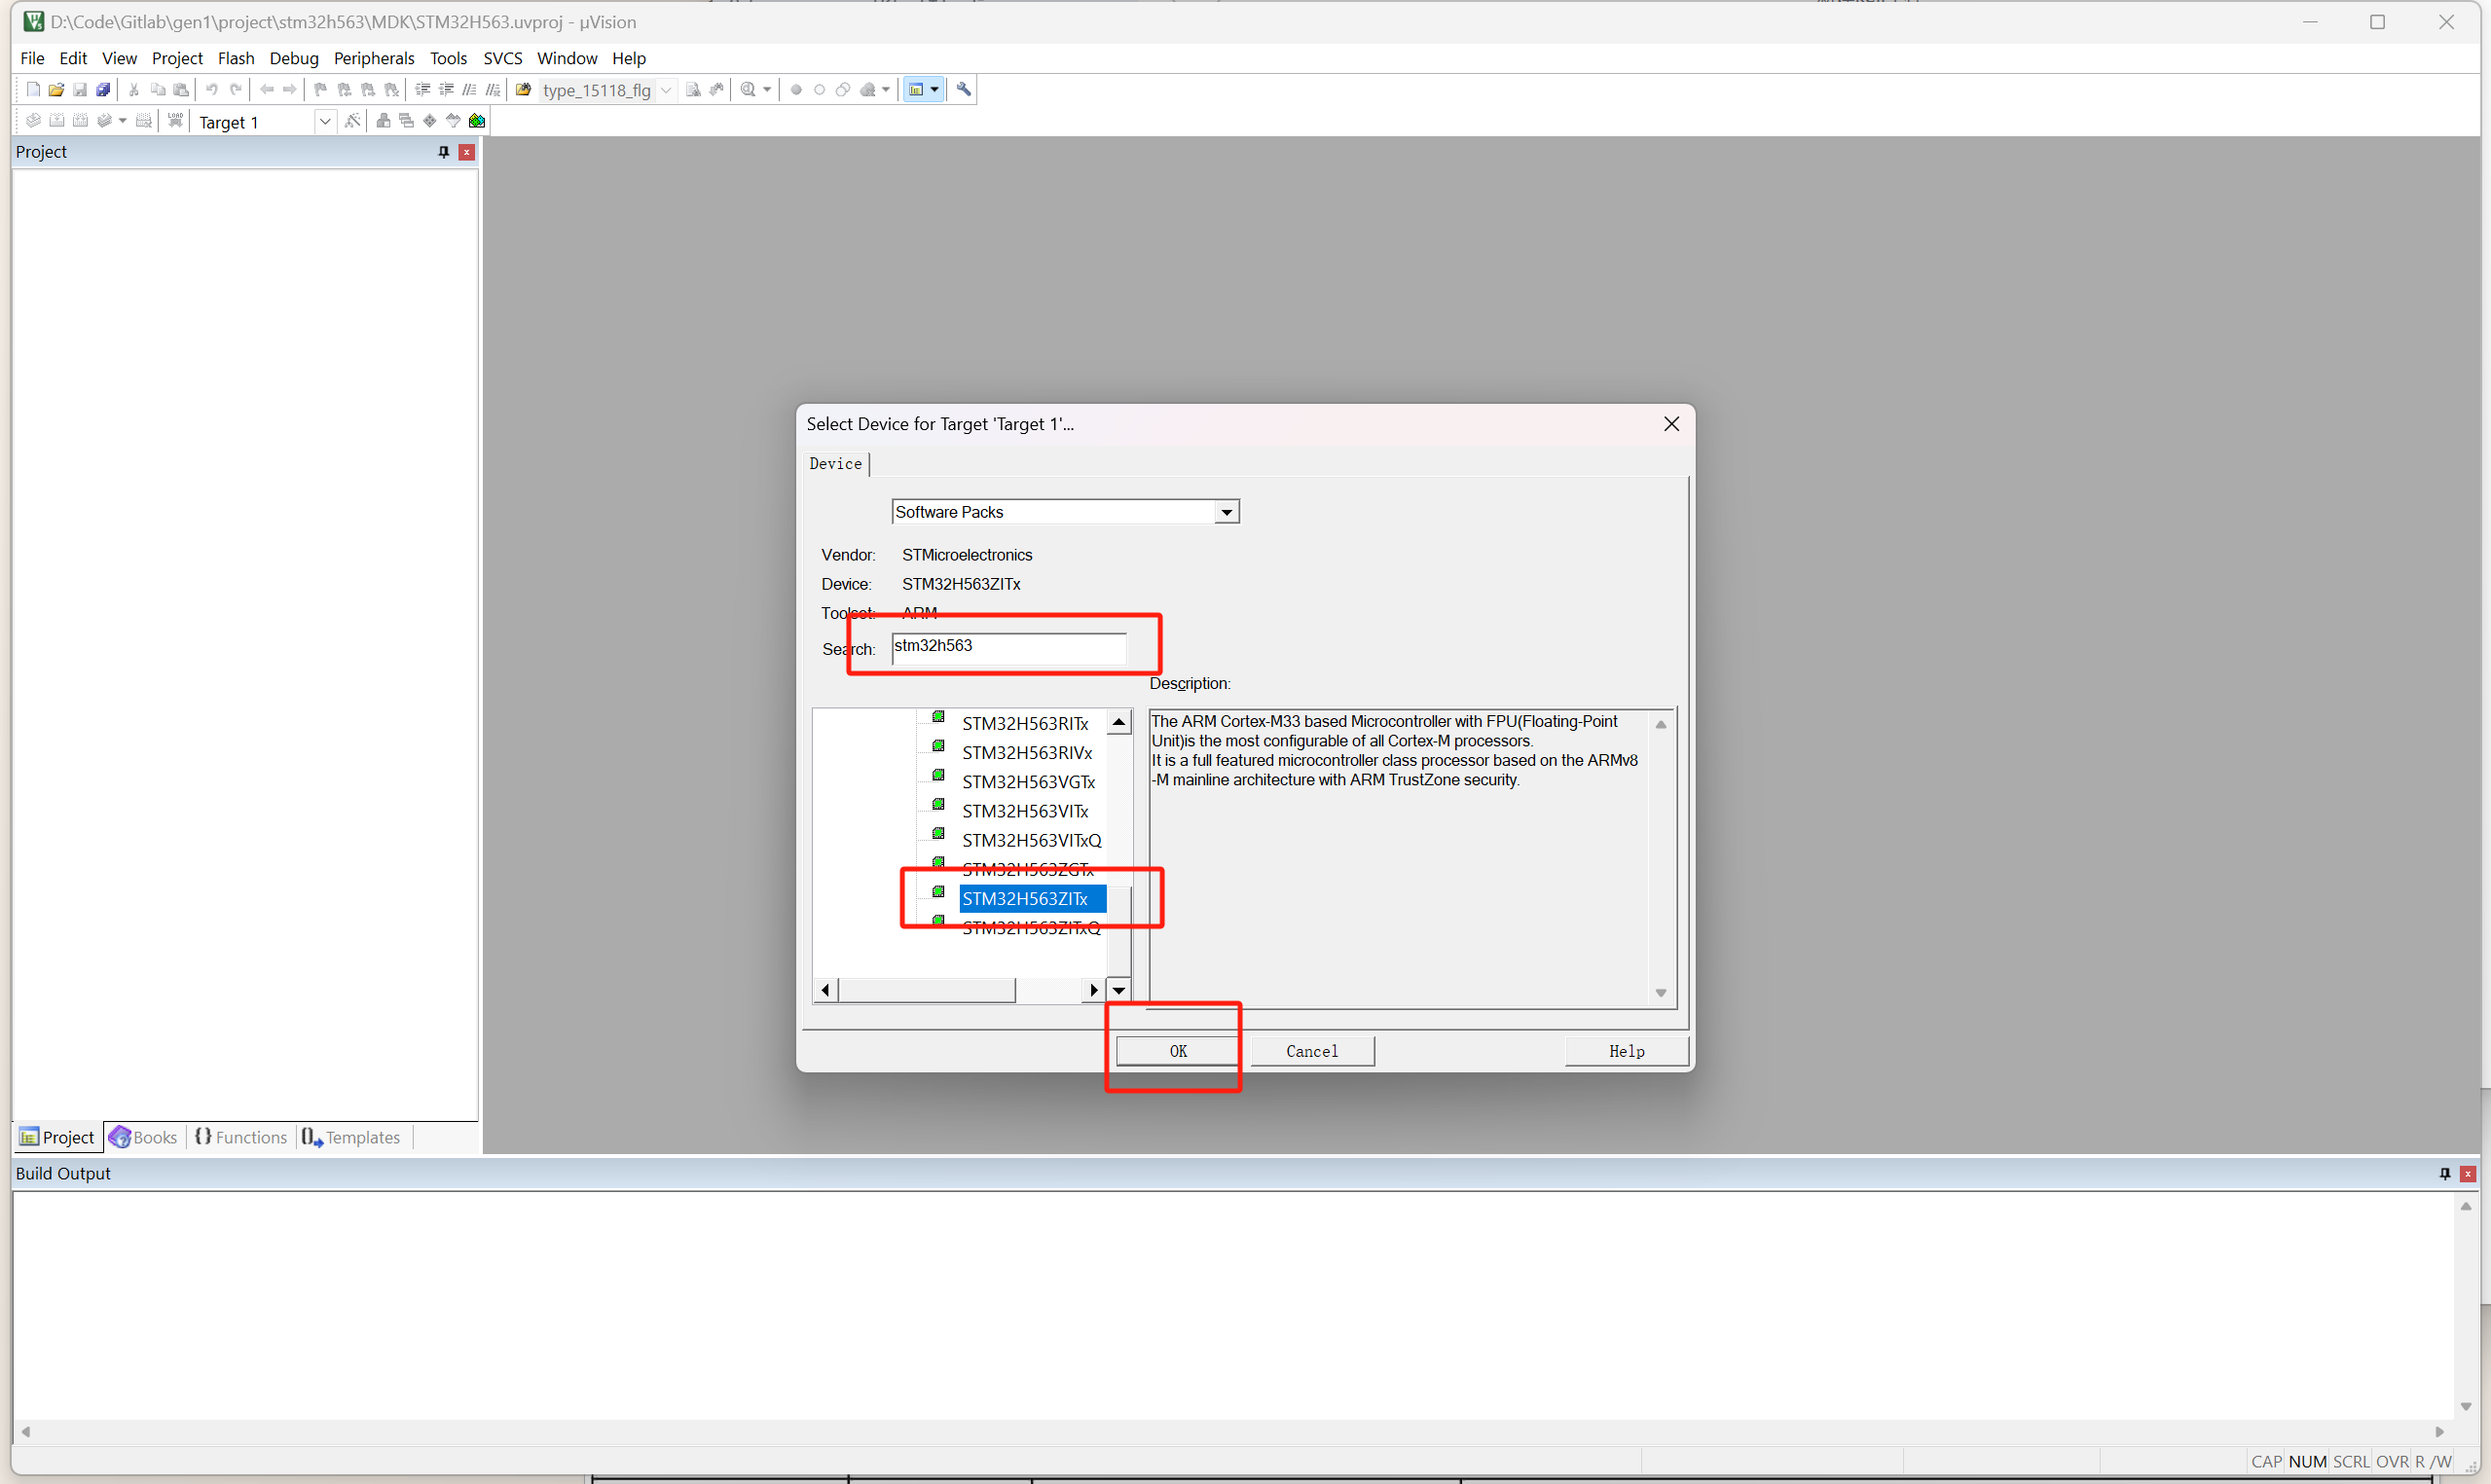 D:\Code\Gitlab\gen1\project\stm32h563\MDK\STM32H563.uvproj - µVision
File Edit View Project Flash Debug Peripherals Tools SVCS Window Help
type_15118_flg
LOAD Target 1
Project
Select Device for Target 'Target 1'...
Device
Software Packs
Vendor: STMicroelectronics
Device: STM32H563ZITx
Toolset: ARM
Search: stm32h563
Description:
STM32H563RITx
STM32H563RIVx
STM32H563VGTx
STM32H563VITx
STM32H563VITxQ
STM32H563ZGTx
STM32H563ZITx
STM32H563ZITxQ
The ARM Cortex-M33 based Microcontroller with FPU(Floating-Point
Unit)is the most configurable of all Cortex-M processors.
It is a full featured microcontroller class processor based on the ARMv8
-M mainline architecture with ARM TrustZone security.
OK Cancel Help
Project Books {} Functions Templates
Build Output
CAP NUM SCRL OVR R /W